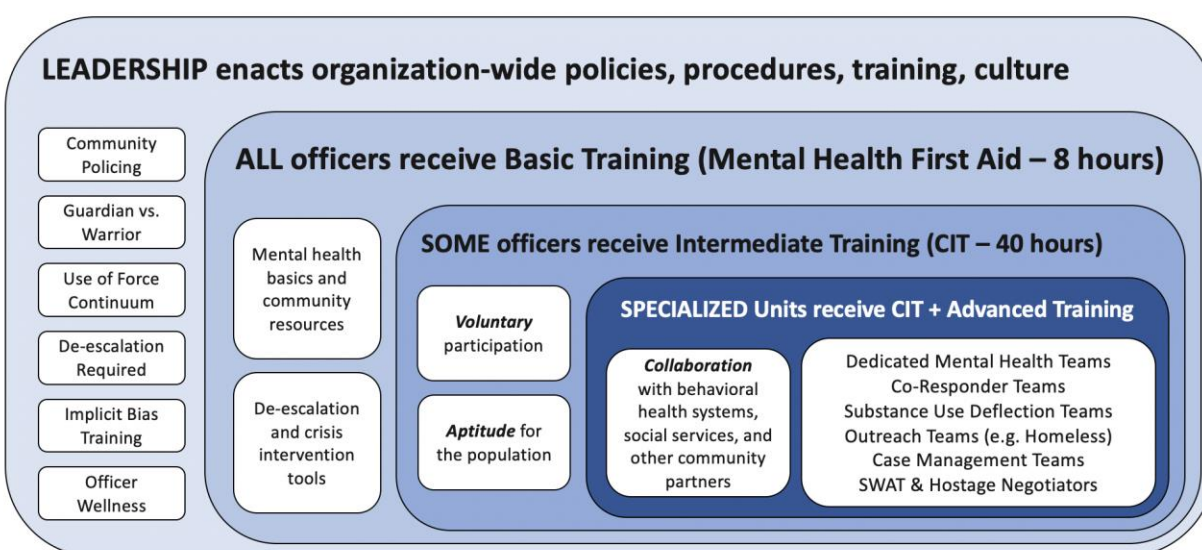 LEADERSHIP enacts organization-wide policies, procedures, training, culture
Community
Policing
Guardian vs.
Warrior
Use of Force
Continuum
De-escalation
Required
Implicit Bias
Training
Officer
Wellness
ALL officers receive Basic Training (Mental Health First Aid – 8 hours)
Mental health
basics and
community
resources
De-escalation
and crisis
intervention
tools
SOME officers receive Intermediate Training (CIT – 40 hours)
Voluntary
participation
Aptitude for
the population
SPECIALIZED Units receive CIT + Advanced Training
Collaboration
with behavioral
health systems,
social services, and
other community
partners
Dedicated Mental Health Teams
Co-Responder Teams
Substance Use Deflection Teams
Outreach Teams (e.g. Homeless)
Case Management Teams
SWAT & Hostage Negotiators